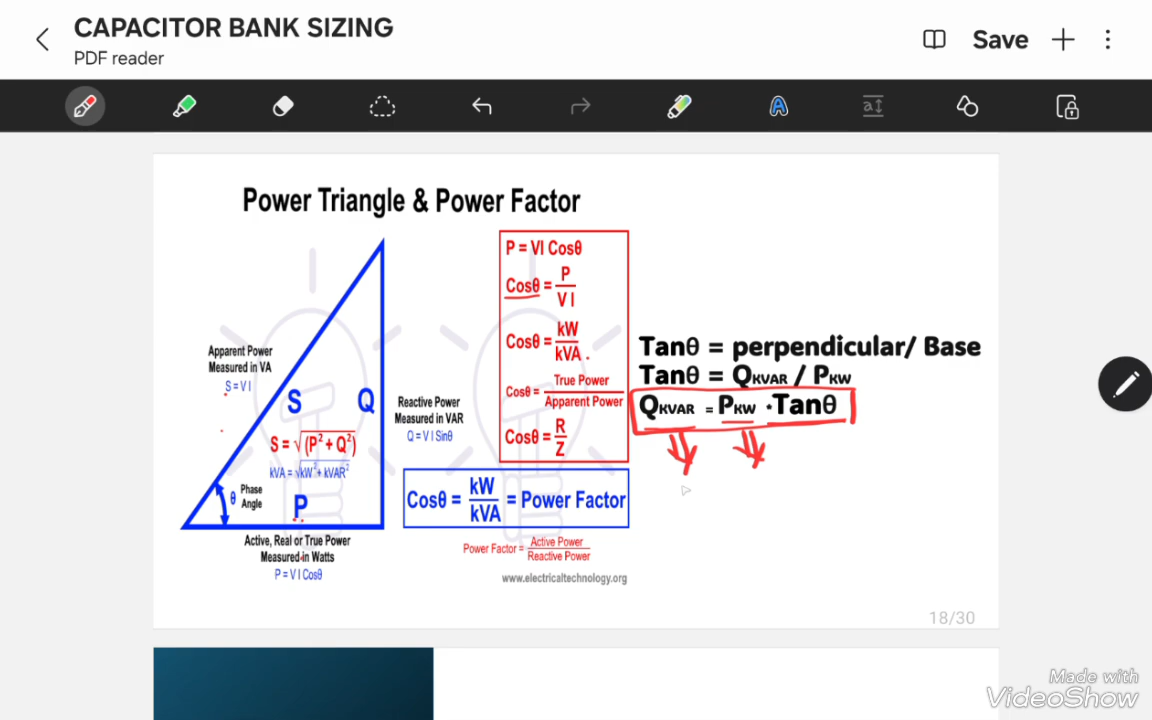 CAPACITOR BANK SIZING
PDF reader
Save
Power Triangle & Power Factor
Apparent Power
Measured in VA
S = V I
S
Q
S = √(P² + Q²)
kVA = √kW² + kVAR²
θ Phase
Angle
P
Active, Real or True Power
Measured in Watts
P = V I Cosθ
Reactive Power
Measured in VAR
Q = V I Sinθ
P = VI Cosθ
Cosθ = P
V I
Cosθ = kW
kVA
Cosθ = True Power
Apparent Power
Cosθ = R
Z
Cosθ = kW = Power Factor
kVA
Power Factor = Active Power
Reactive Power
www.electricaltechnology.org
Tanθ = perpendicular/ Base
Tanθ = QKVAR / PKW
QKVAR = PKW ·Tanθ
18/30
Made with
VideoShow